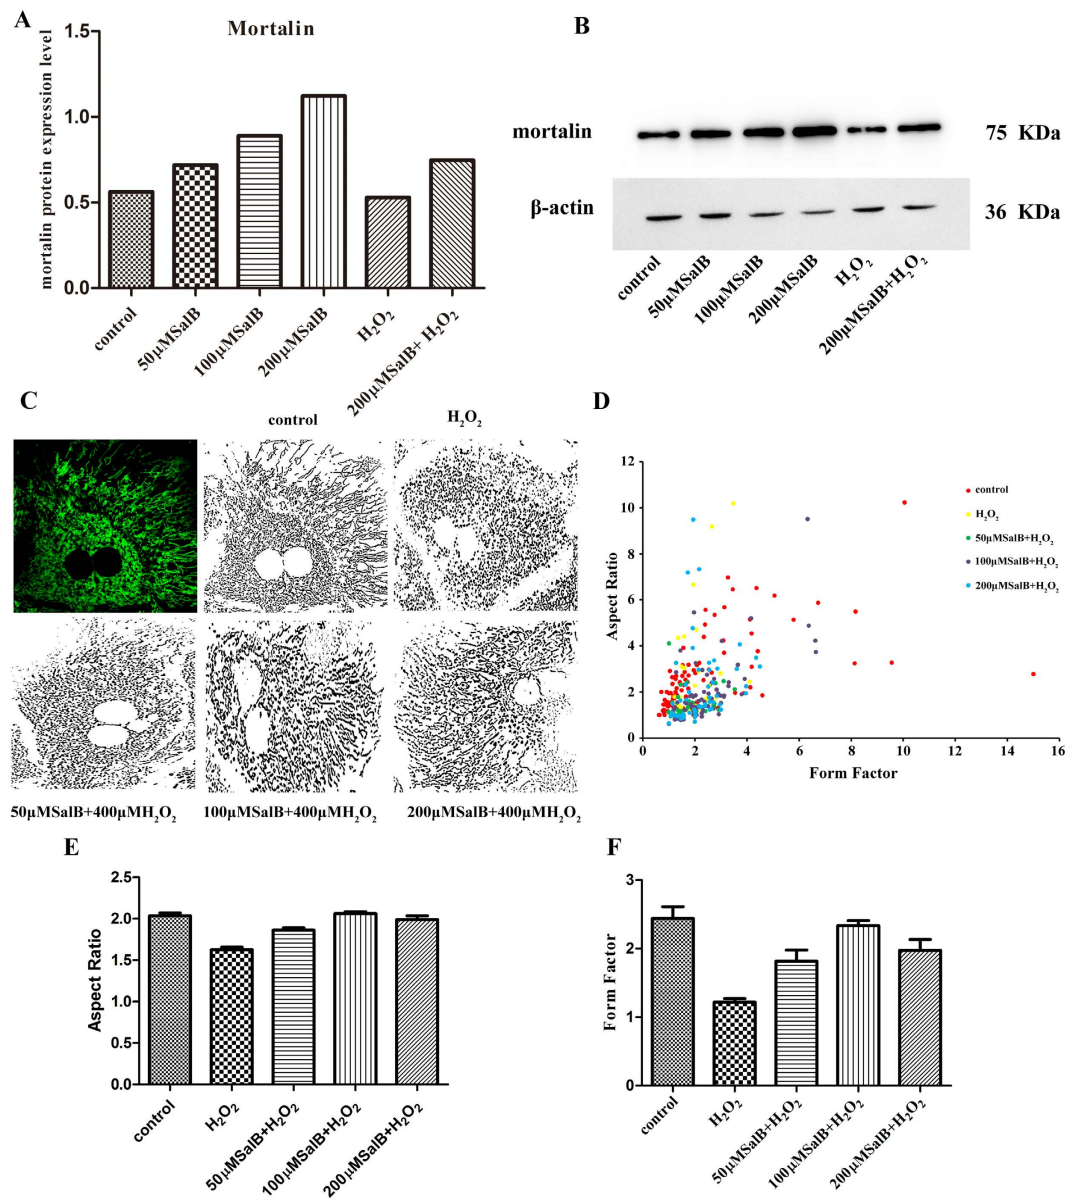 A
Mortalin
mortalin protein expression level
1.5
1.0
0.5
0.0
control
50μMSalB
100μMSalB
200μMSalB
H₂O₂
200μMSalB+ H₂O₂
B
mortalin
75 KDa
β-actin
36 KDa
control
50μMSalB
100μMSalB
200μMSalB
H₂O₂
200μMSalB+H₂O₂
C
control
H₂O₂
50μMSalB+400μMH₂O₂
100μMSalB+400μMH₂O₂
200μMSalB+400μMH₂O₂
D
Aspect Ratio
12
10
8
6
4
2
0
0 2 4 6 8 10 12 14 16
Form Factor
control
H₂O₂
50μMSalB+H₂O₂
100μMSalB+H₂O₂
200μMSalB+H₂O₂
E
Aspect Ratio
2.5
2.0
1.5
1.0
0.5
0.0
control
H₂O₂
50μMSalB+H₂O₂
100μMSalB+H₂O₂
200μMSalB+H₂O₂
F
Form Factor
3
2
1
0
control
H₂O₂
50μMSalB+H₂O₂
100μMSalB+H₂O₂
200μMSalB+H₂O₂